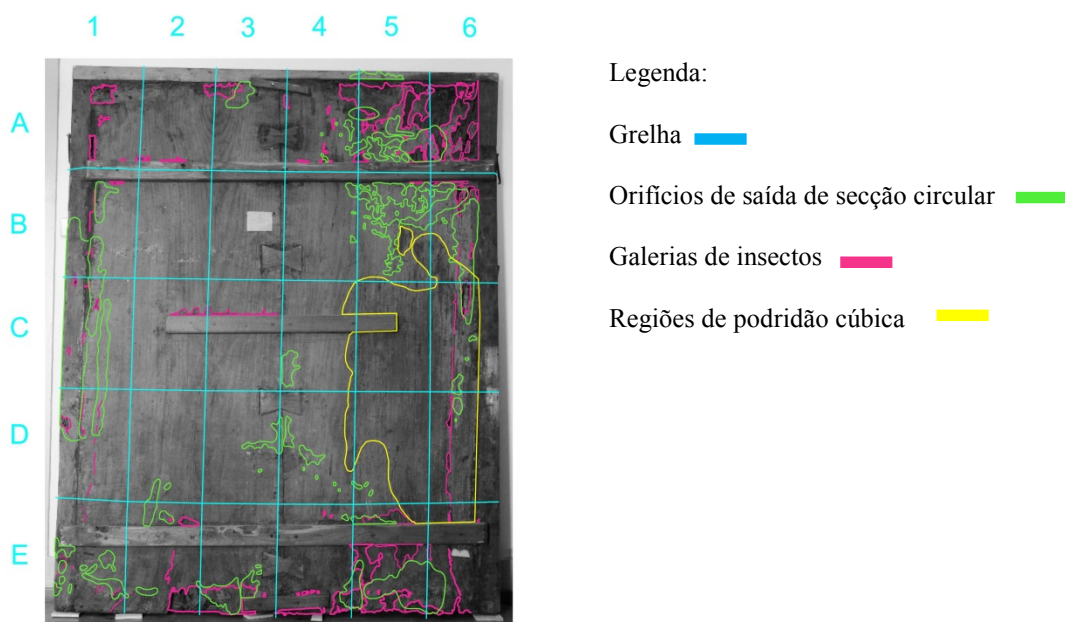 1 2 3 4 5 6
A
B
C
D
E
Legenda:
Grelha
Orifícios de saída de secção circular
Galerias de insectos
Regiões de podridão cúbica